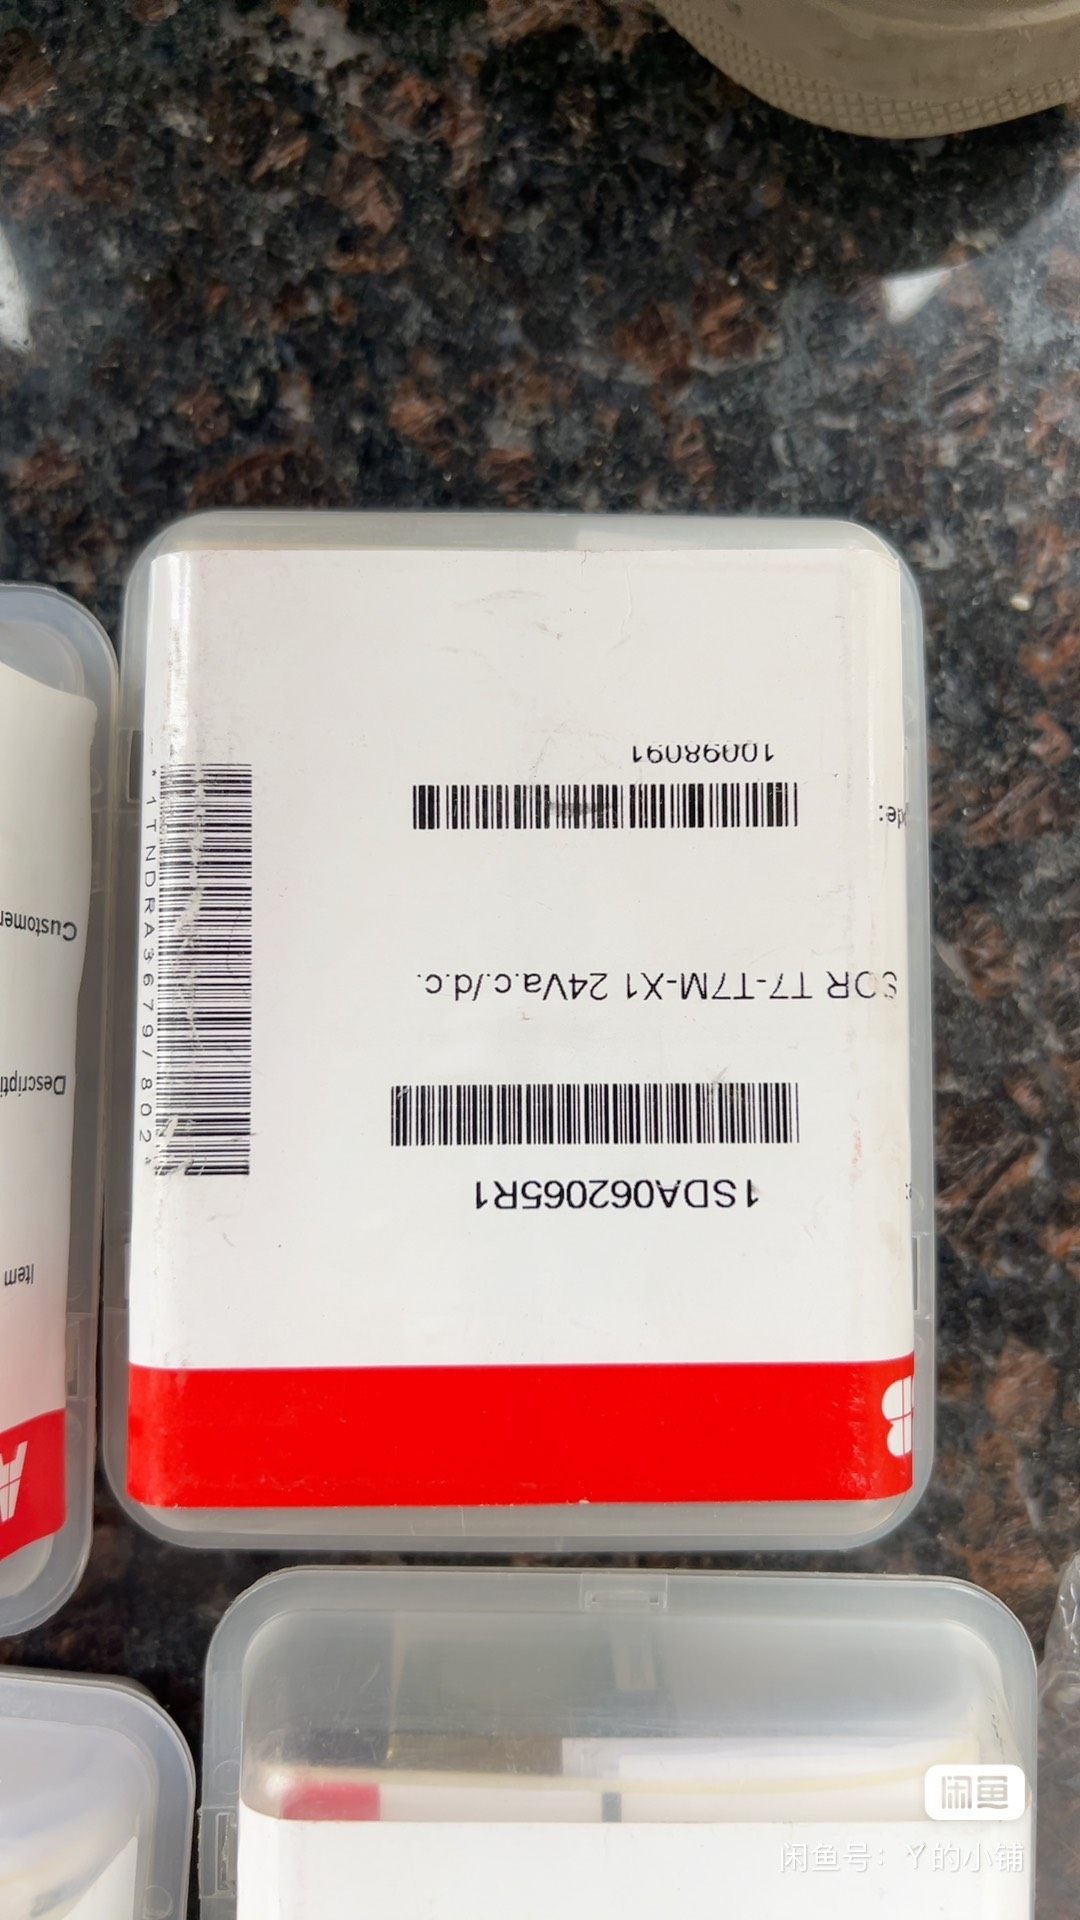 1SDA062065R1
SOR T7-T7M-X1 24Va.c./d.c.
10098091
*1TNDRA3679/802*
Item
Descripti
Customer
闲鱼
闲鱼号：丫的小铺